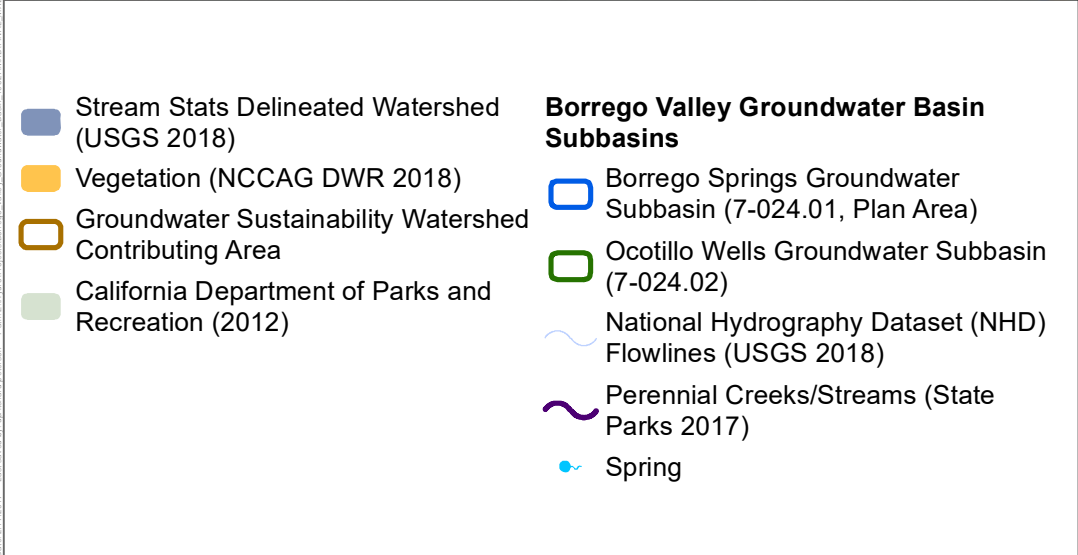 Stream Stats Delineated Watershed
(USGS 2018)
Vegetation (NCCAG DWR 2018)
Groundwater Sustainability Watershed
Contributing Area
California Department of Parks and
Recreation (2012)
Borrego Valley Groundwater Basin
Subbasins
Borrego Springs Groundwater
Subbasin (7-024.01, Plan Area)
Ocotillo Wells Groundwater Subbasin
(7-024.02)
National Hydrography Dataset (NHD)
Flowlines (USGS 2018)
Perennial Creeks/Streams (State
Parks 2017)
Spring